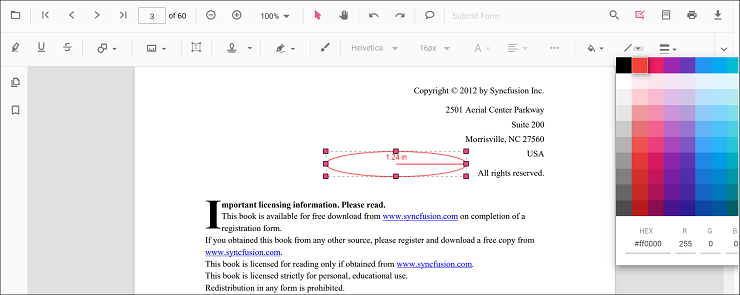 3 of 60 100% Submit Form
Helvetica 16px A
Copyright © 2012 by Syncfusion Inc.
2501 Aerial Center Parkway
Suite 200
Morrisville, NC 27560
USA
1.24 in
All rights reserved.
Important licensing information. Please read.
This book is available for free download from www.syncfusion.com on completion of a
registration form.
If you obtained this book from any other source, please register and download a free copy from
www.syncfusion.com.
This book is licensed for reading only if obtained from www.syncfusion.com.
This book is licensed strictly for personal, educational use.
Redistribution in any form is prohibited.
HEX R G B
#ff0000 255 0 0